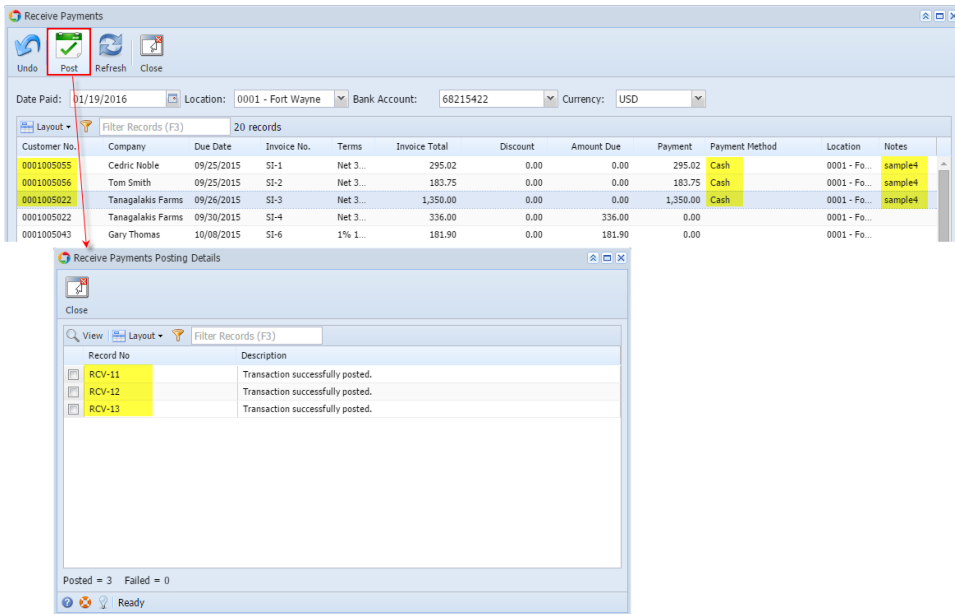 Receive Payments
Undo Post Refresh Close
Date Paid: 01/19/2016 Location: 0001 - Fort Wayne Bank Account: 68215422 Currency: USD
Layout Filter Records (F3) 20 records
Customer No. Company Due Date Invoice No. Terms Invoice Total Discount Amount Due Payment Payment Method Location Notes
0001005055 Cedric Noble 09/25/2015 SI-1 Net 3... 295.02 0.00 0.00 295.02 Cash 0001 - Fo... sample4
0001005056 Tom Smith 09/25/2015 SI-2 Net 3... 183.75 0.00 0.00 183.75 Cash 0001 - Fo... sample4
0001005022 Tanagalakis Farms 09/26/2015 SI-3 Net 3... 1,350.00 0.00 0.00 1,350.00 Cash 0001 - Fo... sample4
0001005022 Tanagalakis Farms 09/30/2015 SI-4 Net 3... 336.00 0.00 336.00 0.00 0001 - Fo...
0001005043 Gary Thomas 10/08/2015 SI-6 1% 1... 181.90 0.00 181.90 0.00 0001 - Fo...
Receive Payments Posting Details
Close
View Layout Filter Records (F3)
Record No Description
RCV-11 Transaction successfully posted.
RCV-12 Transaction successfully posted.
RCV-13 Transaction successfully posted.
Posted = 3 Failed = 0
Ready